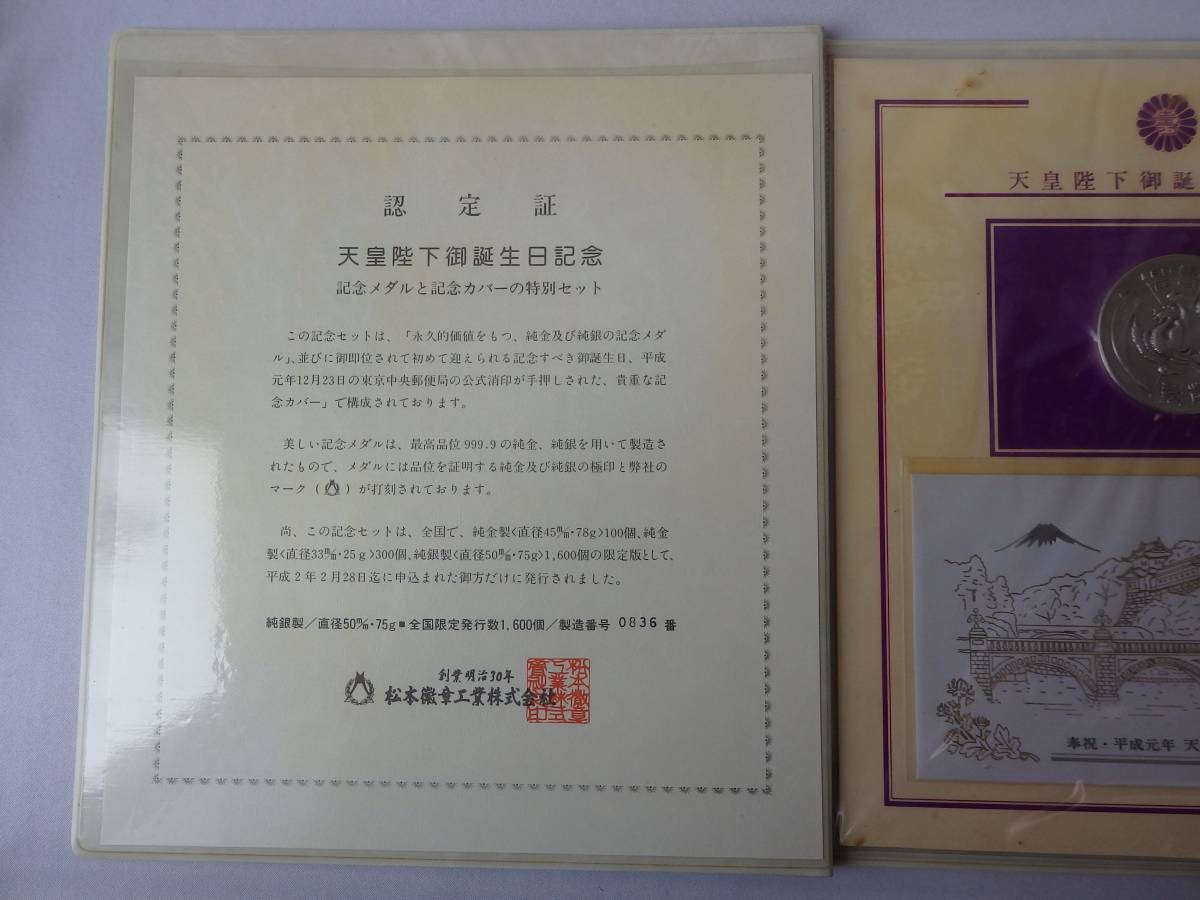 認定証
天皇陛下御誕生日記念
記念メダルと記念カバーの特別セット
この記念セットは、「永久的価値をもつ、純金及び純銀の記念メダ
ル」、並びに御即位されて初めて迎えられる記念すべき御誕生日、平成
元年12月23日の東京中央郵便局の公式消印が手押しされた、貴重な記
念カバー」で構成されております。
美しい記念メダルは、最高品位999.9の純金、純銀を用いて製造さ
れたもので、メダルには品位を証明する純金及び純銀の極印と弊社の
マーク()が打刻されております。
尚、この記念セットは、全国で、純金製〈直径45㎜・78g〉100個、純金
製〈直径33㎜・25g〉300個、純銀製〈直径50㎜・75g〉1,600個の限定版として、
平成2年2月28日迄に申込まれた御方だけに発行されました。
純銀製/直径50㎜・75g■全国限定発行数1,600個/製造番号 0836 番
創業明治30年
松本徽章工業株式会社
天皇陛下御誕
奉祝・平成元年 天